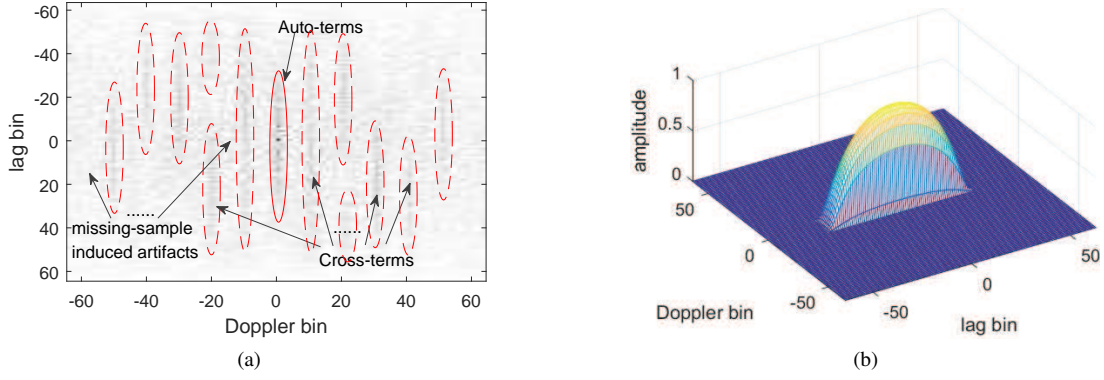 -60
-40
-20
0
20
40
60
lag bin
Auto-terms
......
missing-sample
induced artifacts
......
Cross-terms
-60 -40 -20 0 20 40 60
Doppler bin
(a)
1
0.5
0
amplitude
50
0
-50
Doppler bin
-50
0
50
lag bin
(b)